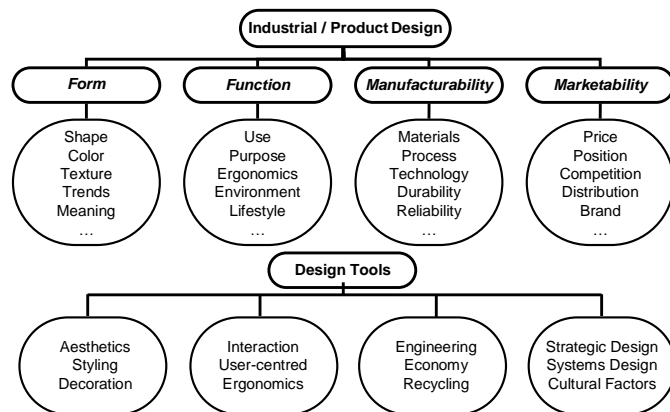 Industrial / Product Design
Form
Function
Manufacturability
Marketability
Shape
Color
Texture
Trends
Meaning
…
Use
Purpose
Ergonomics
Environment
Lifestyle
…
Materials
Process
Technology
Durability
Reliability
…
Price
Position
Competition
Distribution
Brand
…
Design Tools
Aesthetics
Styling
Decoration
Interaction
User-centred
Ergonomics
Engineering
Economy
Recycling
Strategic Design
Systems Design
Cultural Factors